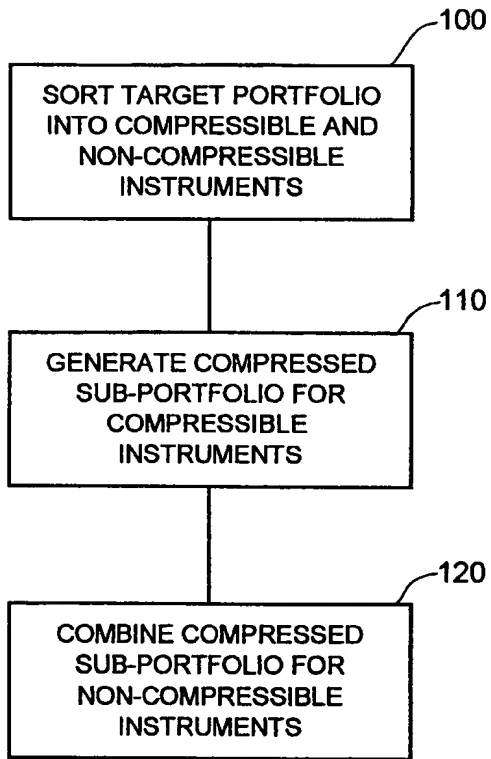 100
SORT TARGET PORTFOLIO
INTO COMPRESSIBLE AND
NON-COMPRESSIBLE
INSTRUMENTS
110
GENERATE COMPRESSED
SUB-PORTFOLIO FOR
COMPRESSIBLE
INSTRUMENTS
120
COMBINE COMPRESSED
SUB-PORTFOLIO FOR
NON-COMPRESSIBLE
INSTRUMENTS